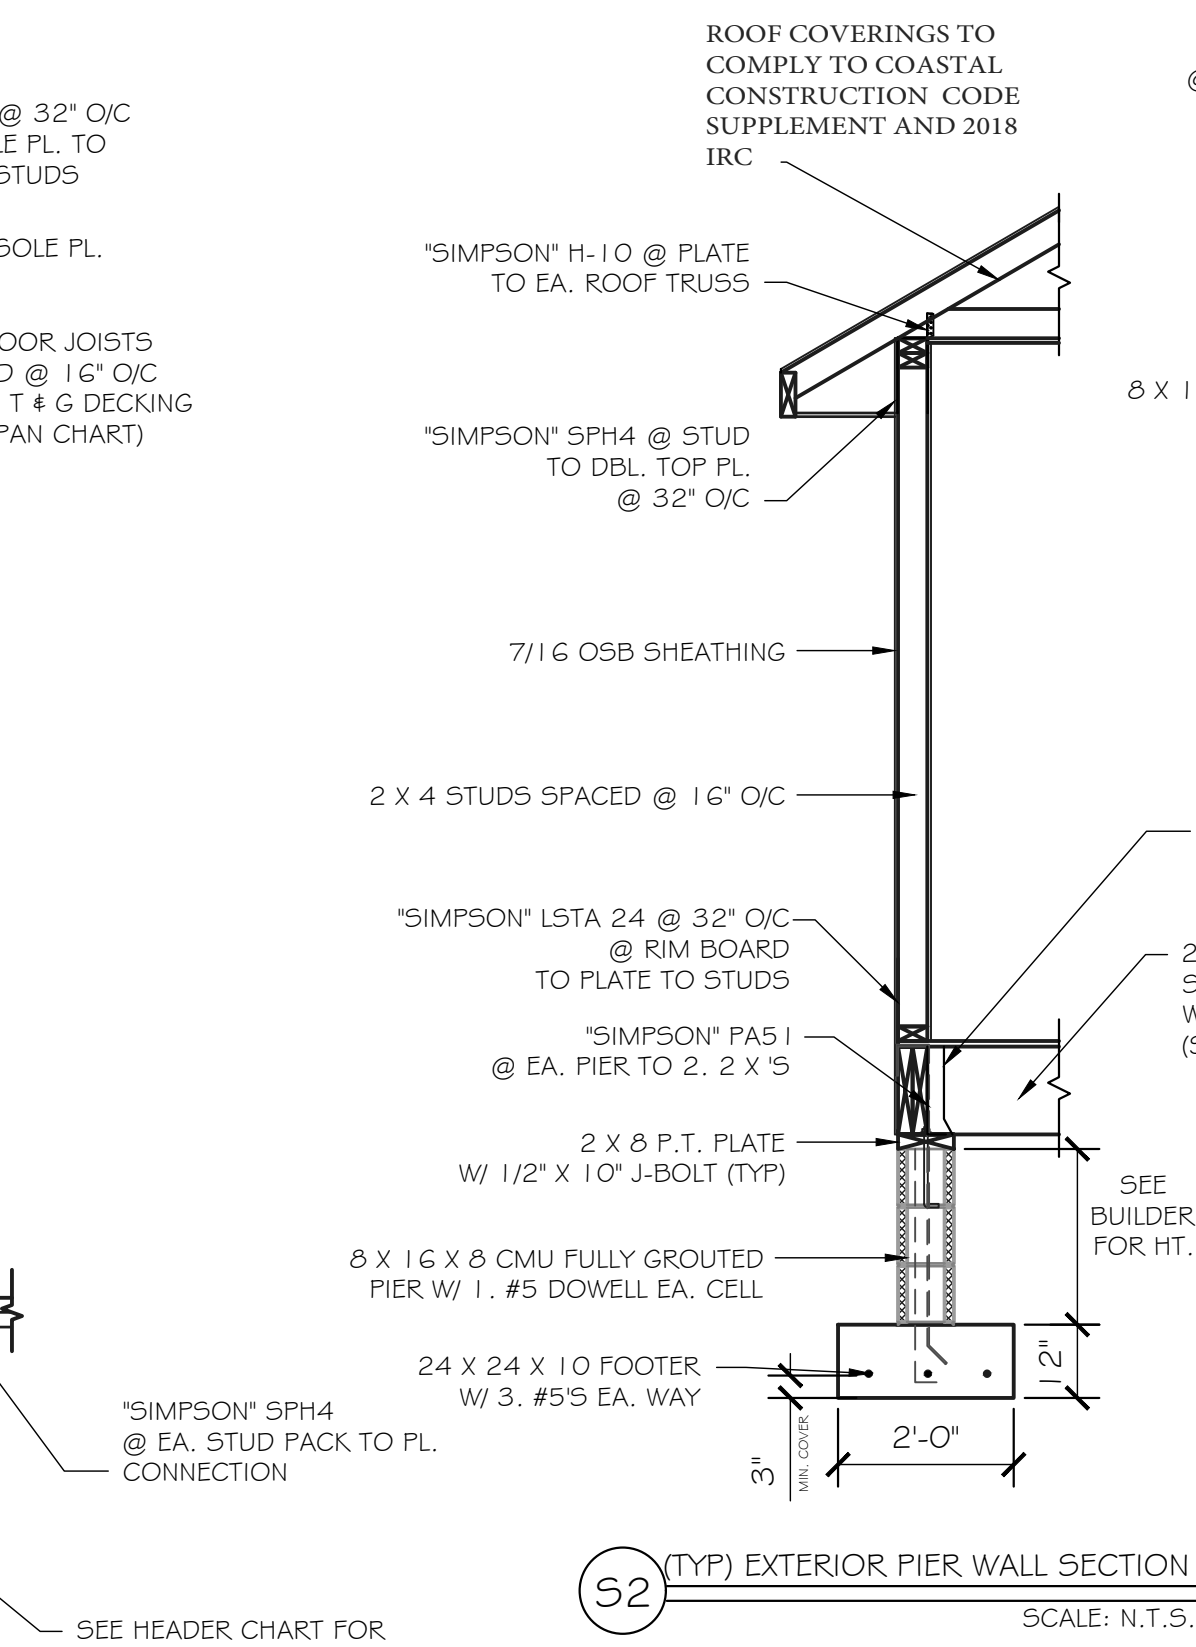 ROOF COVERINGS TO
COMPLY TO COASTAL
CONSTRUCTION CODE
SUPPLEMENT AND 2018
IRC
@ 32" O/C
PL. TO
STUDS
SOLE PL.
JOISTS
@ 16" O/C
T & G DECKING
CHART)
"SIMPSON" H-10 @ PLATE
TO EA. ROOF TRUSS
"SIMPSON" SPH4 @ STUD
TO DBL. TOP PL.
@ 32" O/C
8 X 1
7/16 OSB SHEATHING
2 X 4 STUDS SPACED @ 16" O/C
"SIMPSON" LSTA 24 @ 32" O/C
@ RIM BOARD
TO PLATE TO STUDS
"SIMPSON" PA51
@ EA. PIER TO 2. 2 X 'S
2 X 8 P.T. PLATE
W/ 1/2" X 10" J-BOLT (TYP)
8 X 16 X 8 CMU FULLY GROUTED
PIER W/ 1. #5 DOWELL EA. CELL
24 X 24 X 10 FOOTER
W/ 3. #5'S EA. WAY
SEE
BUILDER
FOR HT.
12"
2'-0"
3"
MIN. COVER
"SIMPSON" SPH4
@ EA. STUD PACK TO PL.
CONNECTION
S2
(TYP) EXTERIOR PIER WALL SECTION
SCALE: N.T.S.
SEE HEADER CHART FOR